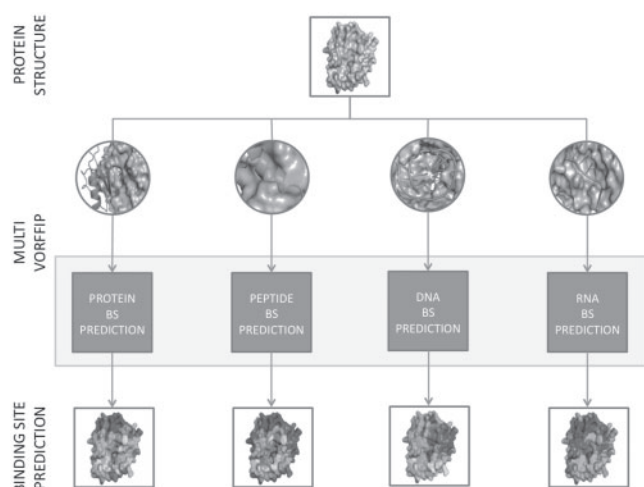 PROTEIN
STRUCTURE
MULTI
VORFFIP
PROTEIN
BS
PREDICTION
PEPTIDE
BS
PREDICTION
DNA
BS
PREDICTION
RNA
BS
PREDICTION
BINDING SITE
PREDICTION